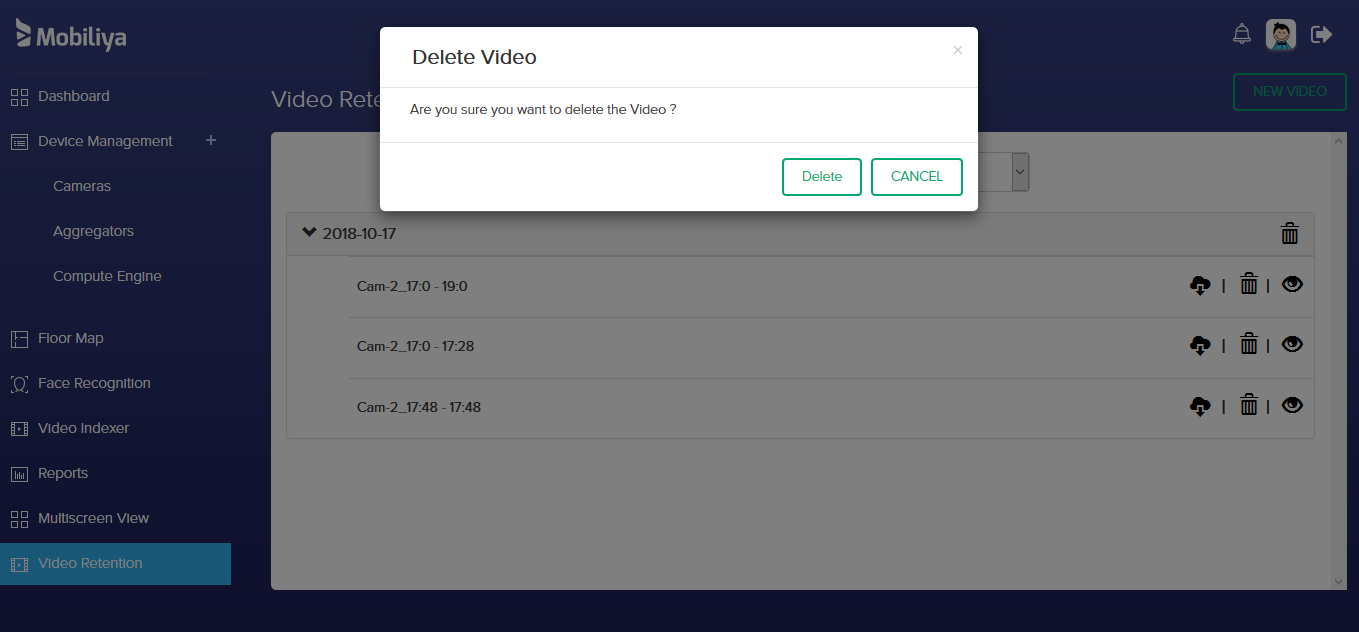 Mobiliya
Dashboard
Device Management +
Cameras
Aggregators
Compute Engine
Floor Map
Face Recognition
Video Indexer
Reports
Multiscreen View
Video Retention
Delete Video ×
Are you sure you want to delete the Video ?
Delete CANCEL
Video Rete
NEW VIDEO
2018-10-17
Cam-2_17:0 - 19:0 | |
Cam-2_17:0 - 17:28 | |
Cam-2_17:48 - 17:48 | |